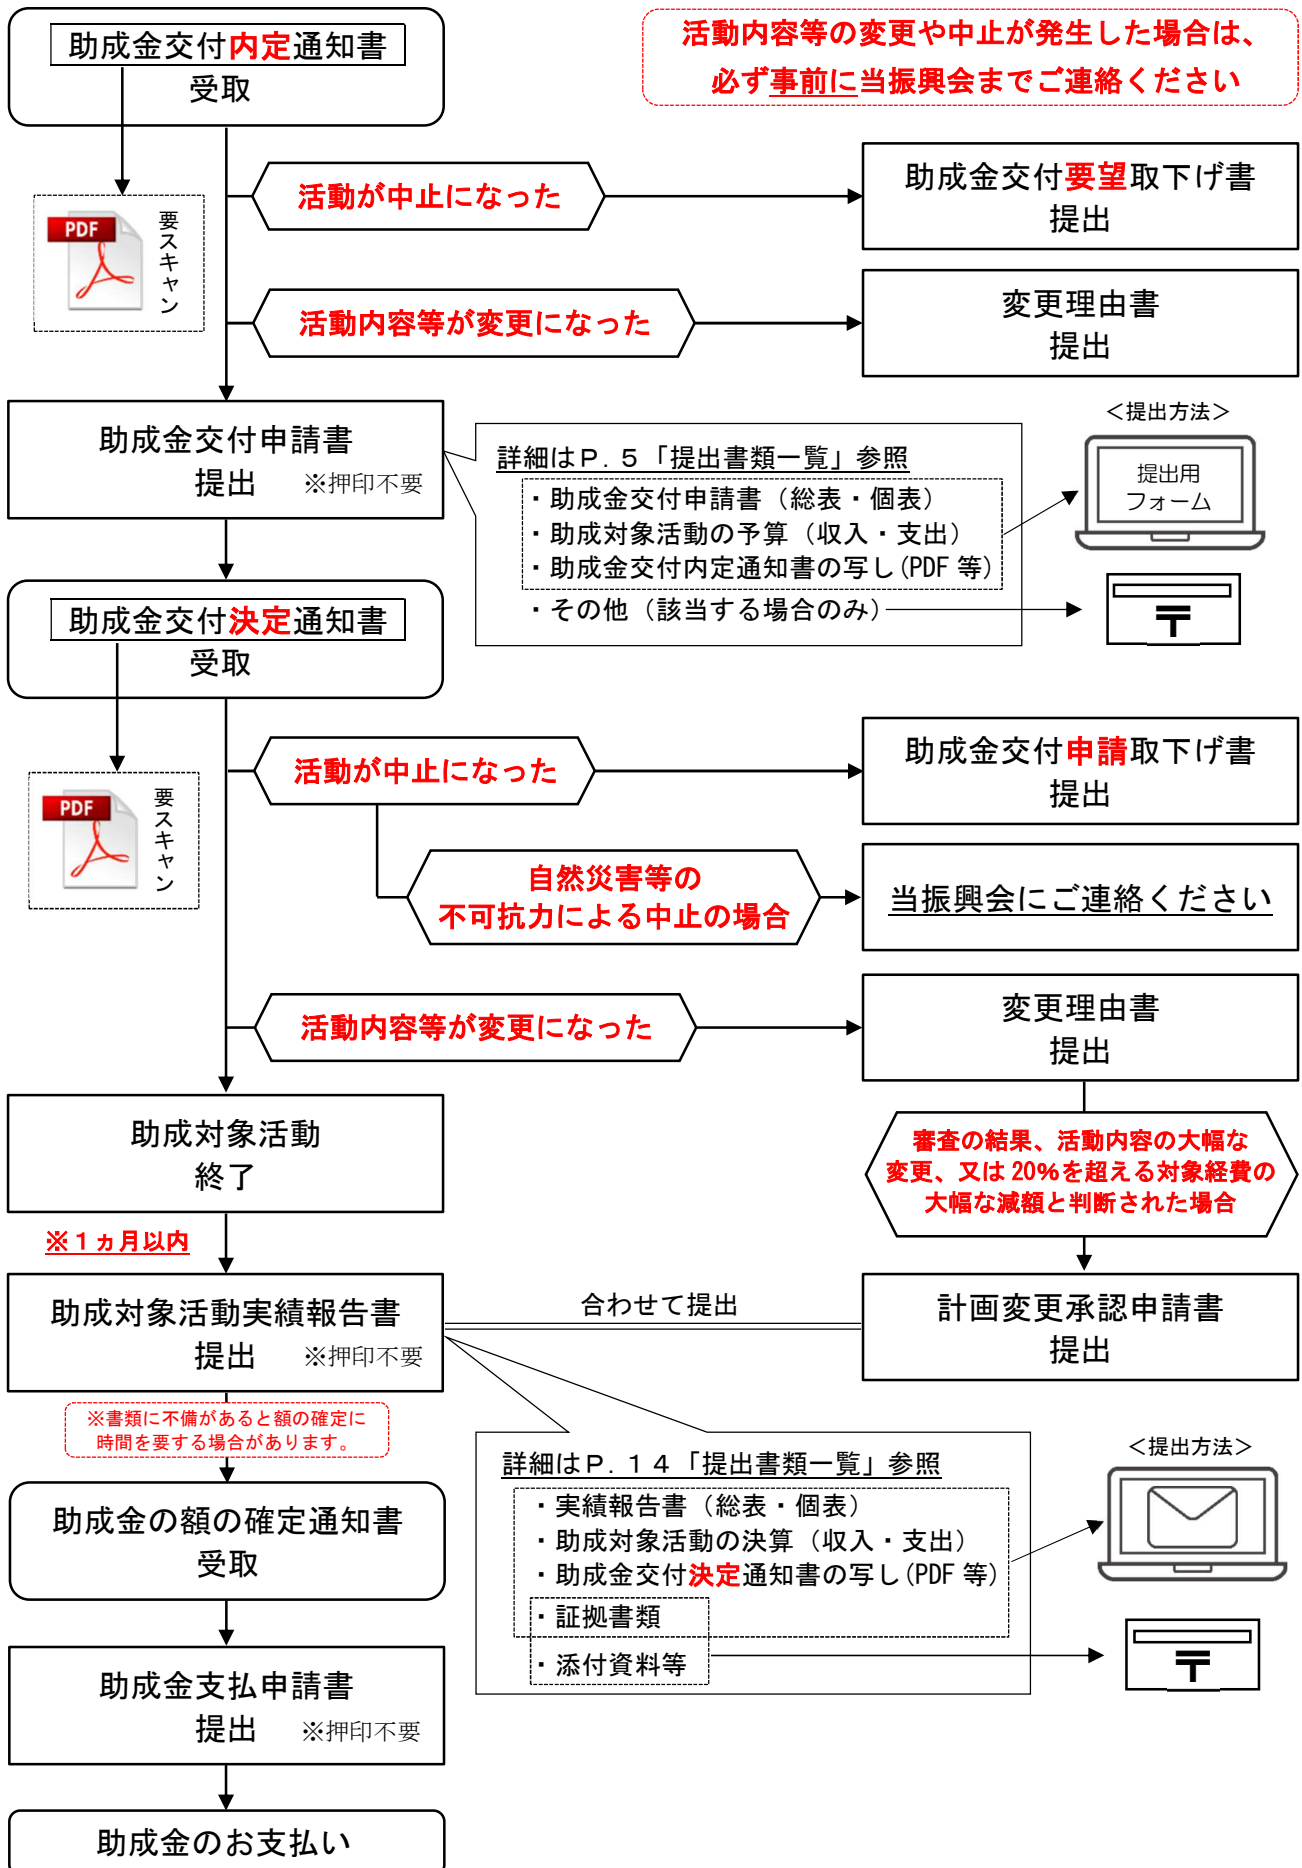 助成金交付内定通知書
受取
活動内容等の変更や中止が発生した場合は、
必ず事前に当振興会までご連絡ください
PDF
要スキャン
活動が中止になった
助成金交付要望取下げ書
提出
活動内容等が変更になった
変更理由書
提出
助成金交付申請書
提出 ※押印不要
詳細はP.5「提出書類一覧」参照
・助成金交付申請書（総表・個表）
・助成対象活動の予算（収入・支出）
・助成金交付内定通知書の写し(PDF等)
・その他（該当する場合のみ）
＜提出方法＞
提出用
フォーム
〒
助成金交付決定通知書
受取
PDF
要スキャン
活動が中止になった
助成金交付申請取下げ書
提出
自然災害等の
不可抗力による中止の場合
当振興会にご連絡ください
活動内容等が変更になった
変更理由書
提出
助成対象活動
終了
審査の結果、活動内容の大幅な
変更、又は20%を超える対象経費の
大幅な減額と判断された場合
※１ヵ月以内
助成対象活動実績報告書
提出 ※押印不要
合わせて提出
計画変更承認申請書
提出
※書類に不備があると額の確定に
時間を要する場合があります。
詳細はP.14「提出書類一覧」参照
・実績報告書（総表・個表）
・助成対象活動の決算（収入・支出）
・助成金交付決定通知書の写し(PDF等)
・証拠書類
・添付資料等
＜提出方法＞
〒
助成金の額の確定通知書
受取
助成金支払申請書
提出 ※押印不要
助成金のお支払い